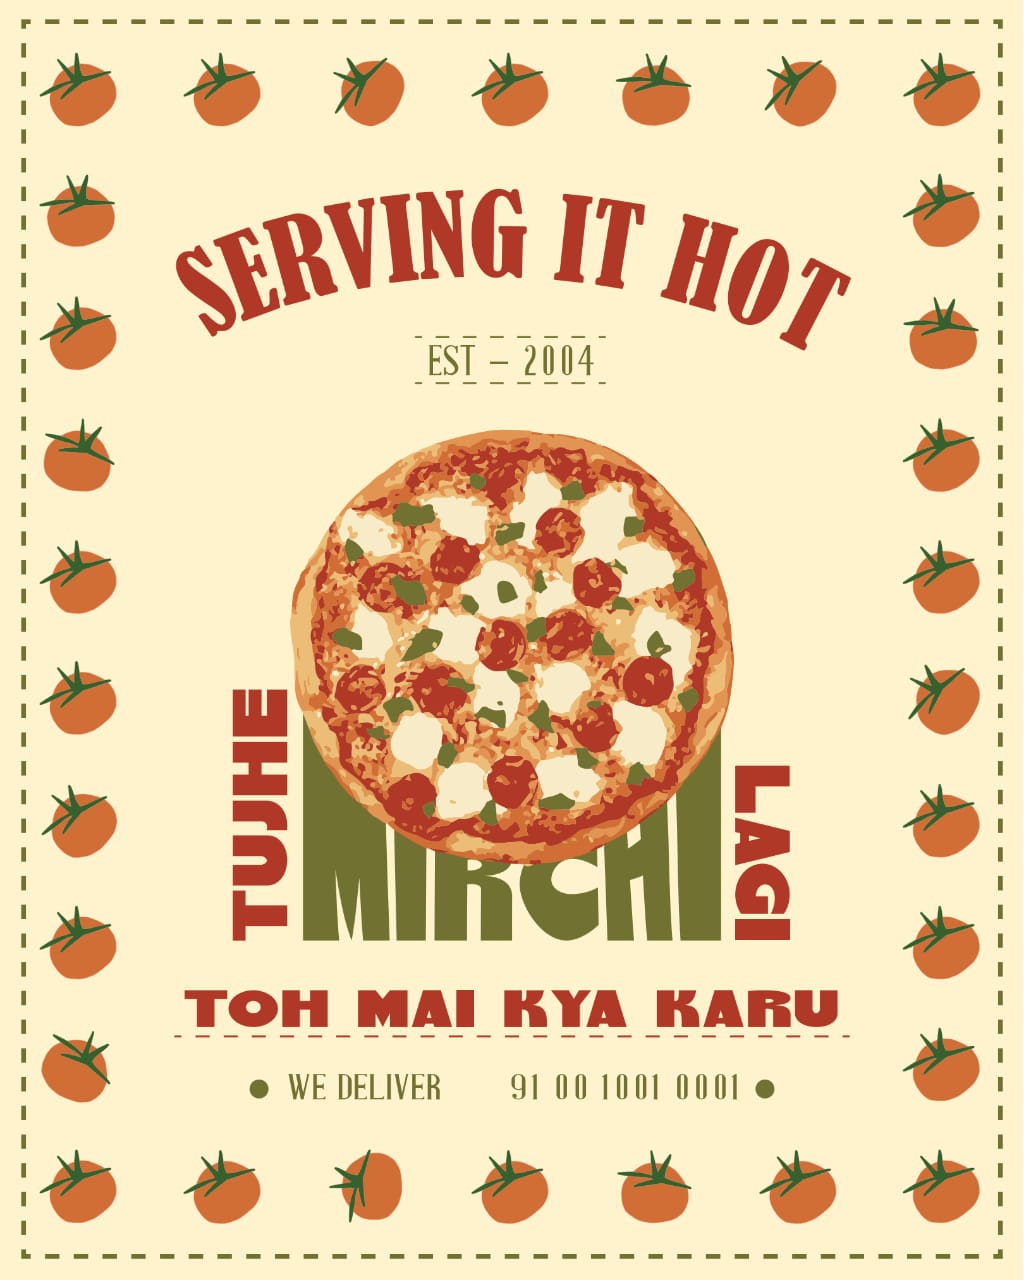 SERVING IT HOT
EST – 2004
TUJHE
MIRCHI
LAGI
TOH MAI KYA KARU
● WE DELIVER 91 00 1001 0001 ●